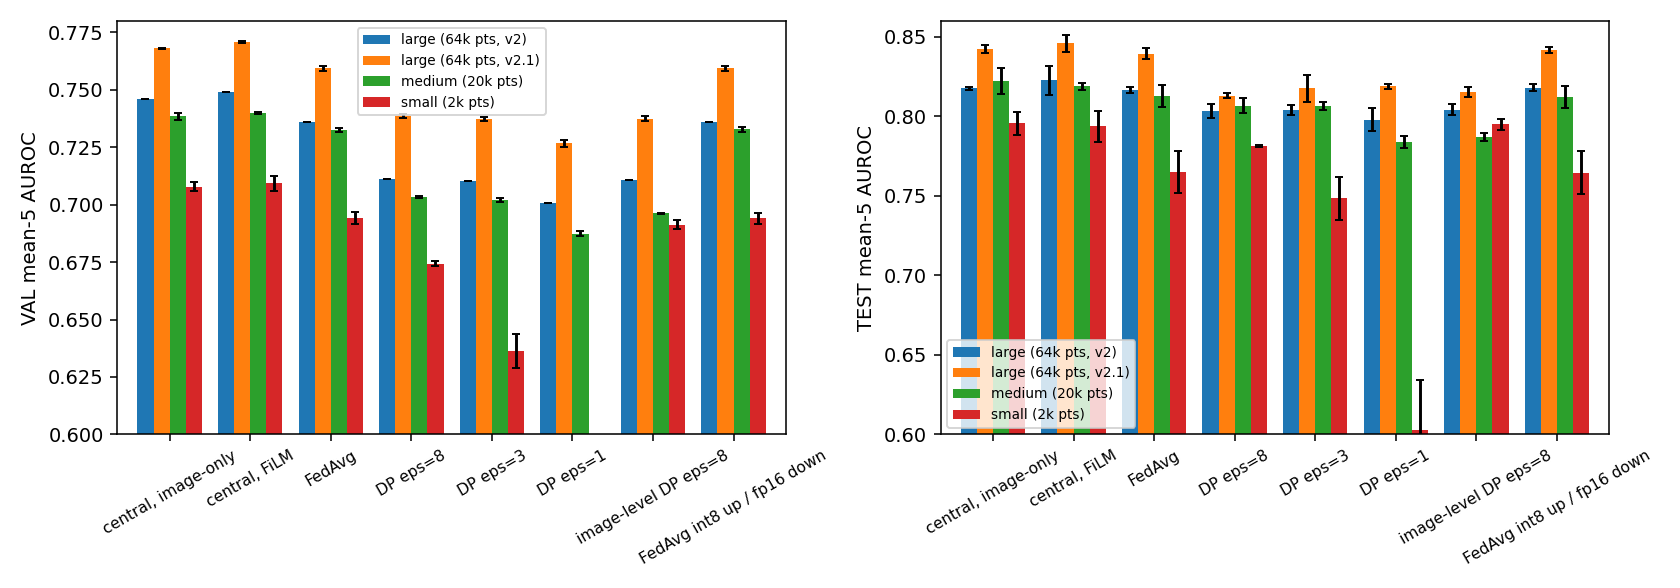 VAL mean-5 AUROC
0.775
0.750
0.725
0.700
0.675
0.650
0.625
0.600
large (64k pts, v2)
large (64k pts, v2.1)
medium (20k pts)
small (2k pts)
central, image-only
central, FiLM
FedAvg
DP eps=8
DP eps=3
DP eps=1
image-level DP eps=8
FedAvg int8 up / fp16 down
TEST mean-5 AUROC
0.85
0.80
0.75
0.70
0.65
0.60
large (64k pts, v2)
large (64k pts, v2.1)
medium (20k pts)
small (2k pts)
central, image-only
central, FiLM
FedAvg
DP eps=8
DP eps=3
DP eps=1
image-level DP eps=8
FedAvg int8 up / fp16 down